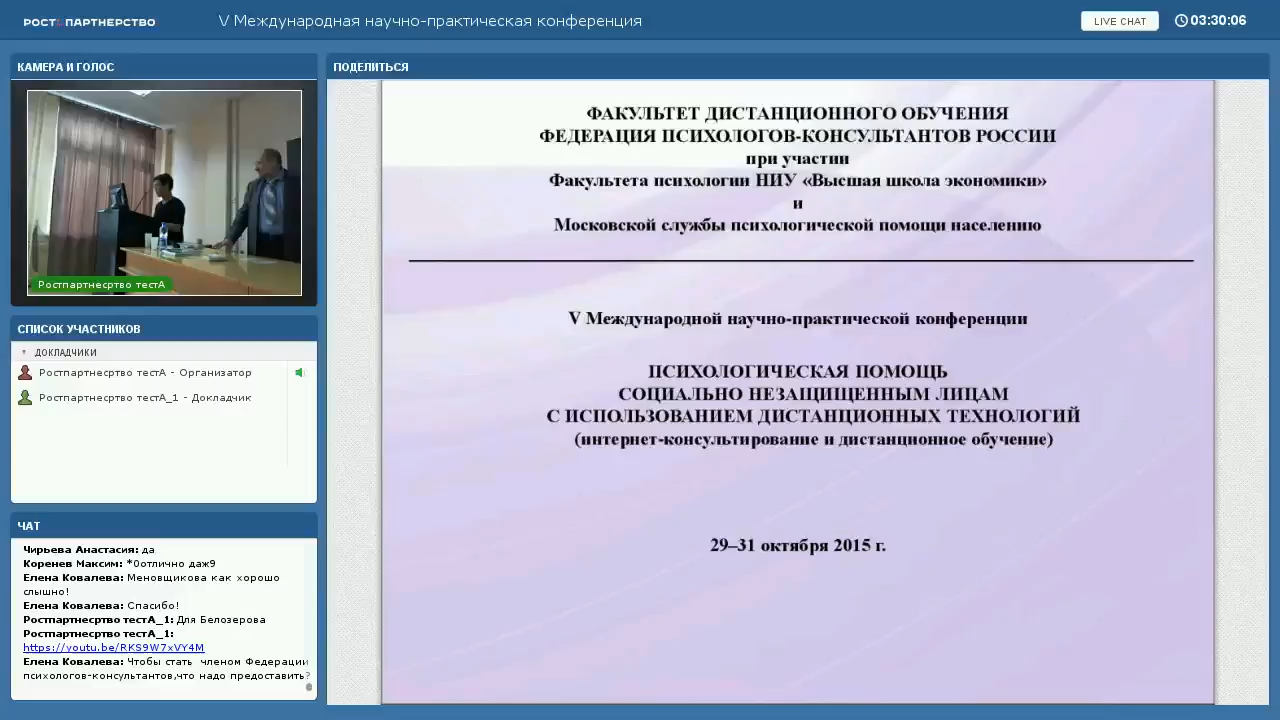 РОСТ ПАРТНЕРСТВО
V Международная научно-практическая конференция
LIVE CHAT
03:30:06
КАМЕРА И ГОЛОС
Ростпартнесртво тестА
СПИСОК УЧАСТНИКОВ
ДОКЛАДЧИКИ
Ростпартнесртво тестА - Организатор
Ростпартнесртво тестА_1 - Докладчик
ЧАТ
Чирьева Анастасия: да
Коренев Максим: *0отлично даж9
Елена Ковалева: Меновщикова как хорошо
слышно!
Елена Ковалева: Спасибо!
Ростпартнесртво тестА_1: Для Белозерова
Ростпартнесртво тестА_1:
https://youtu.be/RKS9W7xVY4M
Елена Ковалева: Чтобы стать членом Федерации
психологов-консультантов,что надо предоставить?
ПОДЕЛИТЬСЯ
ФАКУЛЬТЕТ ДИСТАНЦИОННОГО ОБУЧЕНИЯ
ФЕДЕРАЦИЯ ПСИХОЛОГОВ-КОНСУЛЬТАНТОВ РОССИИ
при участии
Факультета психологии НИУ «Высшая школа экономики»
и
Московской службы психологической помощи населению
V Международной научно-практической конференции
ПСИХОЛОГИЧЕСКАЯ ПОМОЩЬ
СОЦИАЛЬНО НЕЗАЩИЩЕННЫМ ЛИЦАМ
С ИСПОЛЬЗОВАНИЕМ ДИСТАНЦИОННЫХ ТЕХНОЛОГИЙ
(интернет-консультирование и дистанционное обучение)
29–31 октября 2015 г.